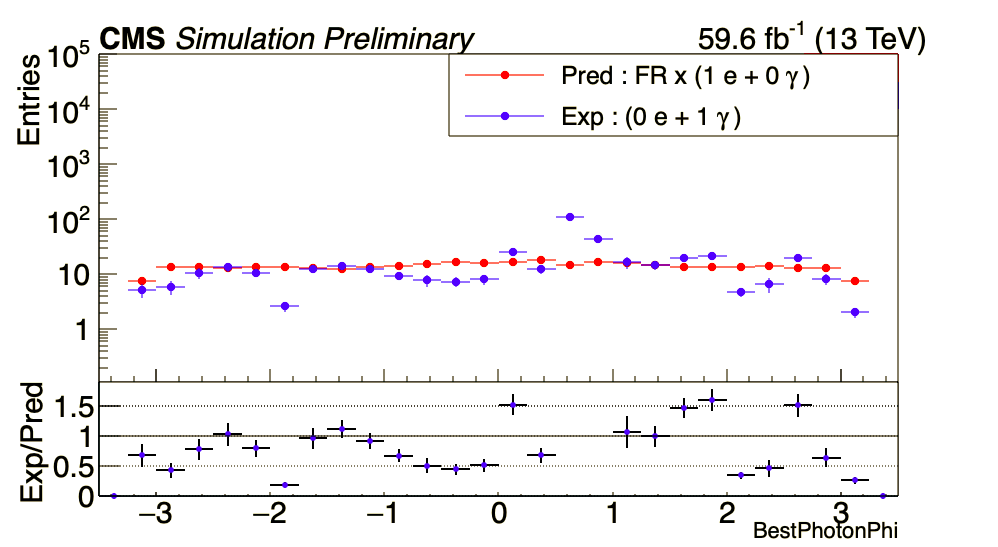 CMS Simulation Preliminary 59.6 fb-1 (13 TeV)
Entries
10^5
10^4
10^3
10^2
10
1
Pred : FR x (1 e + 0 γ)
Exp : (0 e + 1 γ)
Exp/Pred
1.5
1
0.5
0
−3 −2 −1 0 1 2 3
BestPhotonPhi